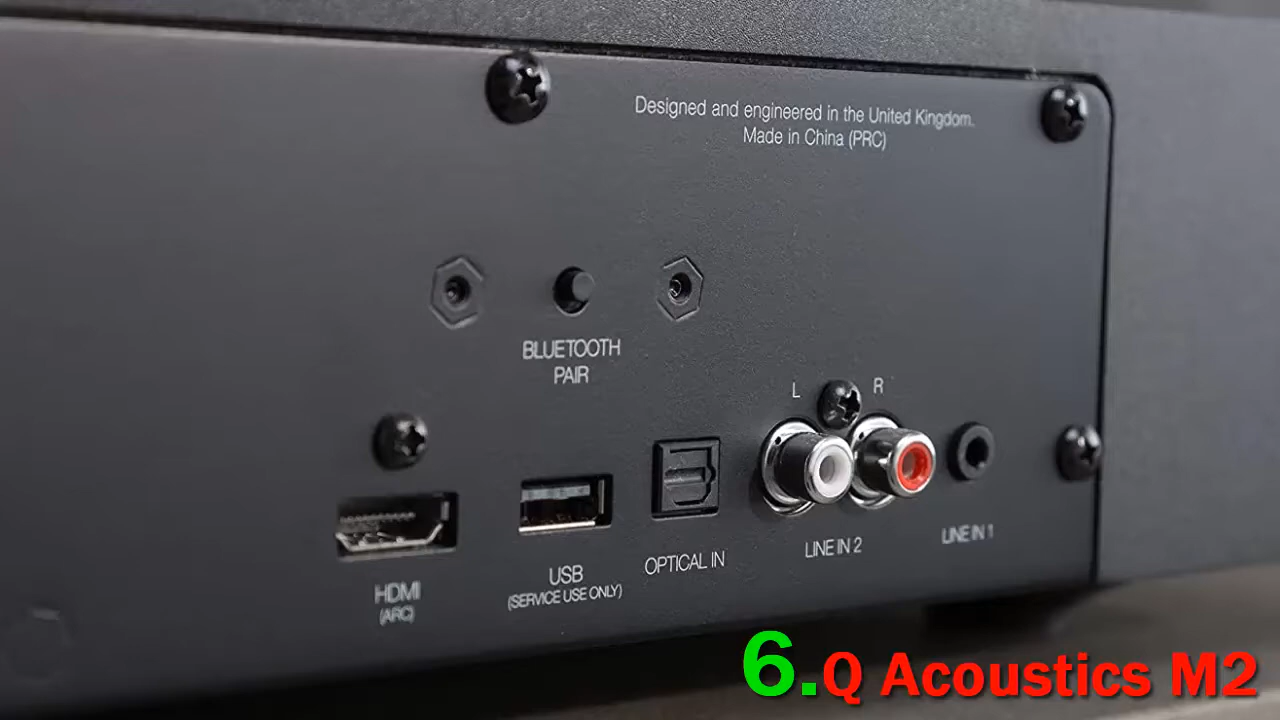 Designed and engineered in the United Kingdom.
Made in China (PRC)
BLUETOOTH
PAIR
L R
HDMI
(ARC)
USB
(SERVICE USE ONLY)
OPTICAL IN
LINE IN 2
LINE IN 1
6.Q Acoustics M2